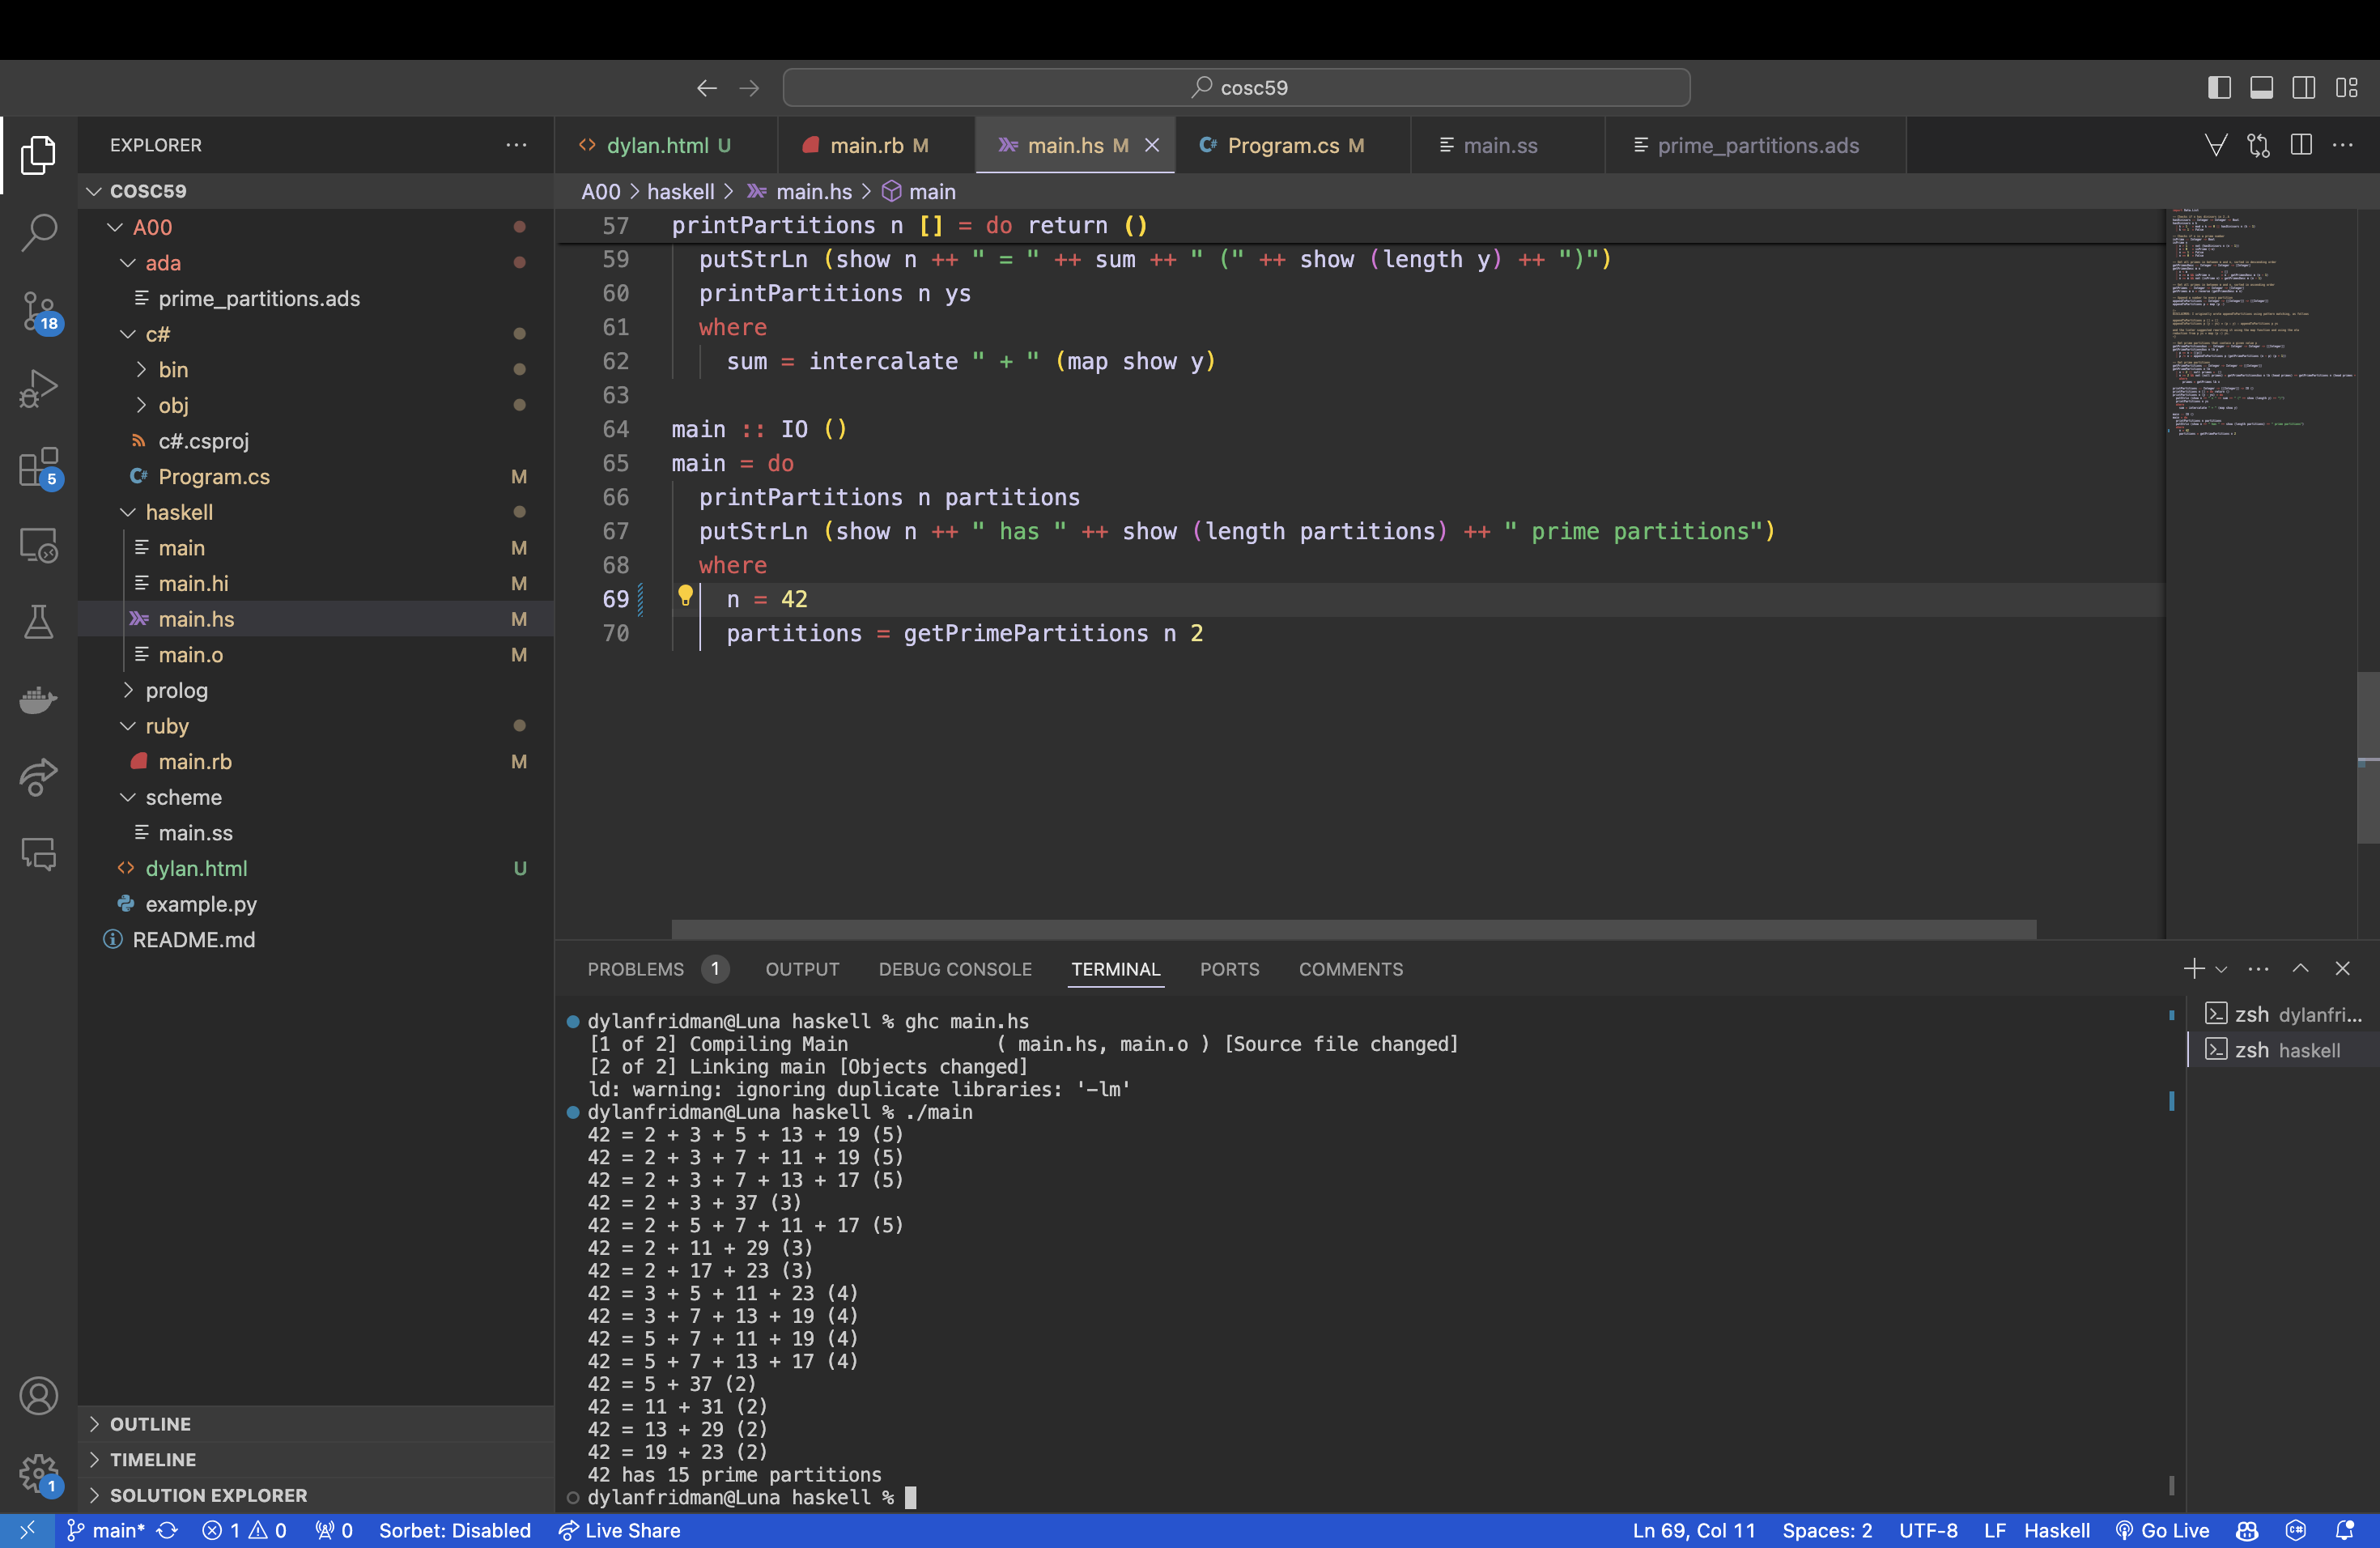 cosc59
EXPLORER
COSC59
A00
ada
prime_partitions.ads
c#
bin
obj
c#.csproj
Program.cs M
haskell
main M
main.hi M
main.hs M
main.o M
prolog
ruby
main.rb M
scheme
main.ss
dylan.html U
example.py
README.md
OUTLINE
TIMELINE
SOLUTION EXPLORER
18
5
1
dylan.html U main.rb M main.hs M Program.cs M main.ss prime_partitions.ads
A00 > haskell > main.hs > main
57 printPartitions n [] = do return ()
59 putStrLn (show n ++ " = " ++ sum ++ " (" ++ show (length y) ++ ")")
60 printPartitions n ys
61 where
62 sum = intercalate " + " (map show y)
63
64 main :: IO ()
65 main = do
66 printPartitions n partitions
67 putStrLn (show n ++ " has " ++ show (length partitions) ++ " prime partitions")
68 where
69 n = 42
70 partitions = getPrimePartitions n 2
PROBLEMS 1 OUTPUT DEBUG CONSOLE TERMINAL PORTS COMMENTS
dylanfridman@Luna haskell % ghc main.hs
[1 of 2] Compiling Main ( main.hs, main.o ) [Source file changed]
[2 of 2] Linking main [Objects changed]
ld: warning: ignoring duplicate libraries: '-lm'
dylanfridman@Luna haskell % ./main
42 = 2 + 3 + 5 + 13 + 19 (5)
42 = 2 + 3 + 7 + 11 + 19 (5)
42 = 2 + 3 + 7 + 13 + 17 (5)
42 = 2 + 3 + 37 (3)
42 = 2 + 5 + 7 + 11 + 17 (5)
42 = 2 + 11 + 29 (3)
42 = 2 + 17 + 23 (3)
42 = 3 + 5 + 11 + 23 (4)
42 = 3 + 7 + 13 + 19 (4)
42 = 5 + 7 + 11 + 19 (4)
42 = 5 + 7 + 13 + 17 (4)
42 = 5 + 37 (2)
42 = 11 + 31 (2)
42 = 13 + 29 (2)
42 = 19 + 23 (2)
42 has 15 prime partitions
dylanfridman@Luna haskell %
zsh dylanfri...
zsh haskell
main* 1 0 0 Sorbet: Disabled Live Share Ln 69, Col 11 Spaces: 2 UTF-8 LF Haskell Go Live